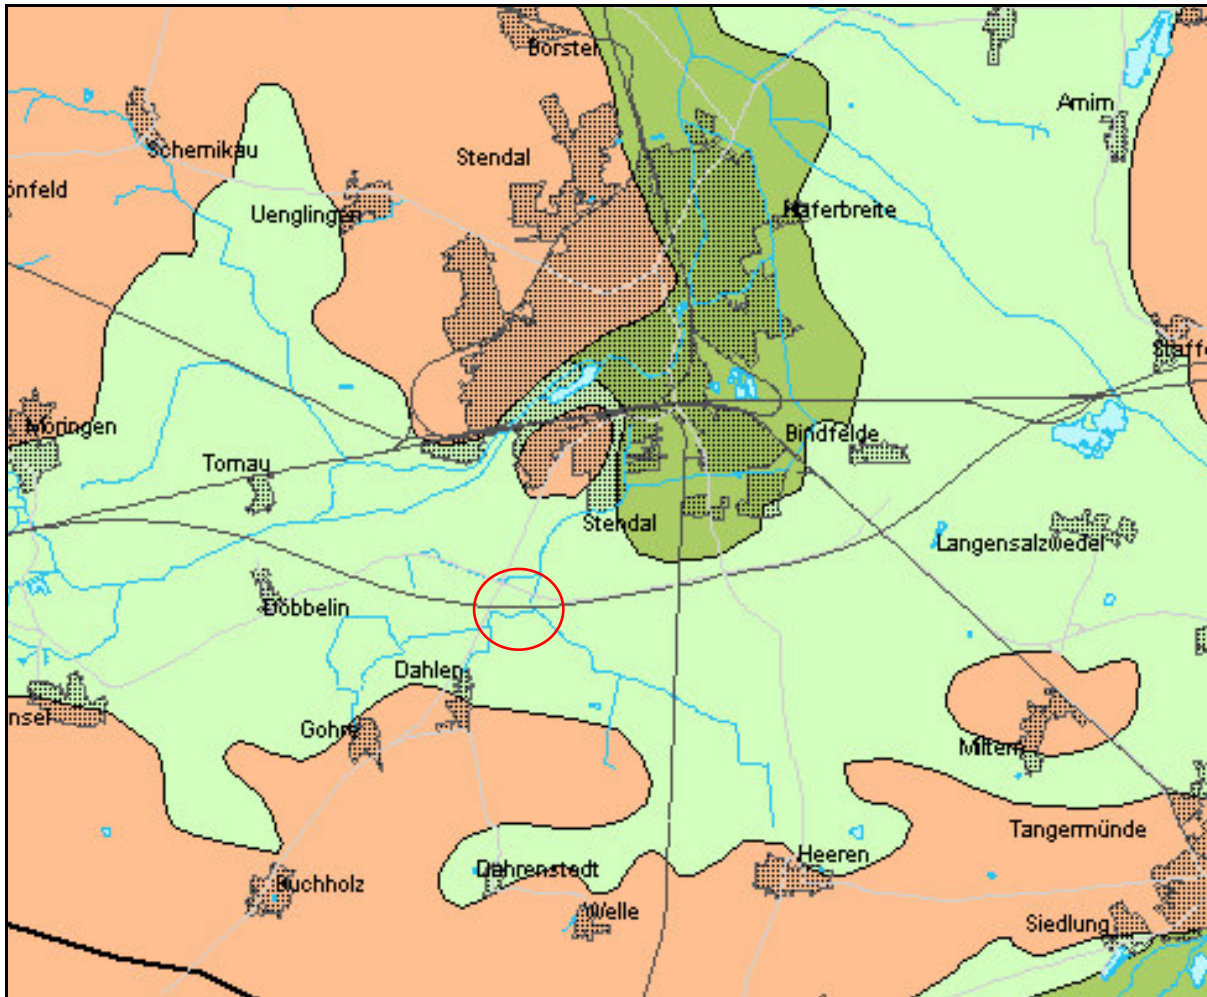 Borstel
Arnim
Schernikau
Stendal
önfeld
Uenglingen
Haferbreite
Staffe
Möringen
Bindfelde
Tornau
Stendal
Langensalzwedel
Döbbelin
Dahlen
nsel
Gohre
Miltern
Tangermünde
Dahrenstedt
Heeren
Buchholz
Welle
Siedlung